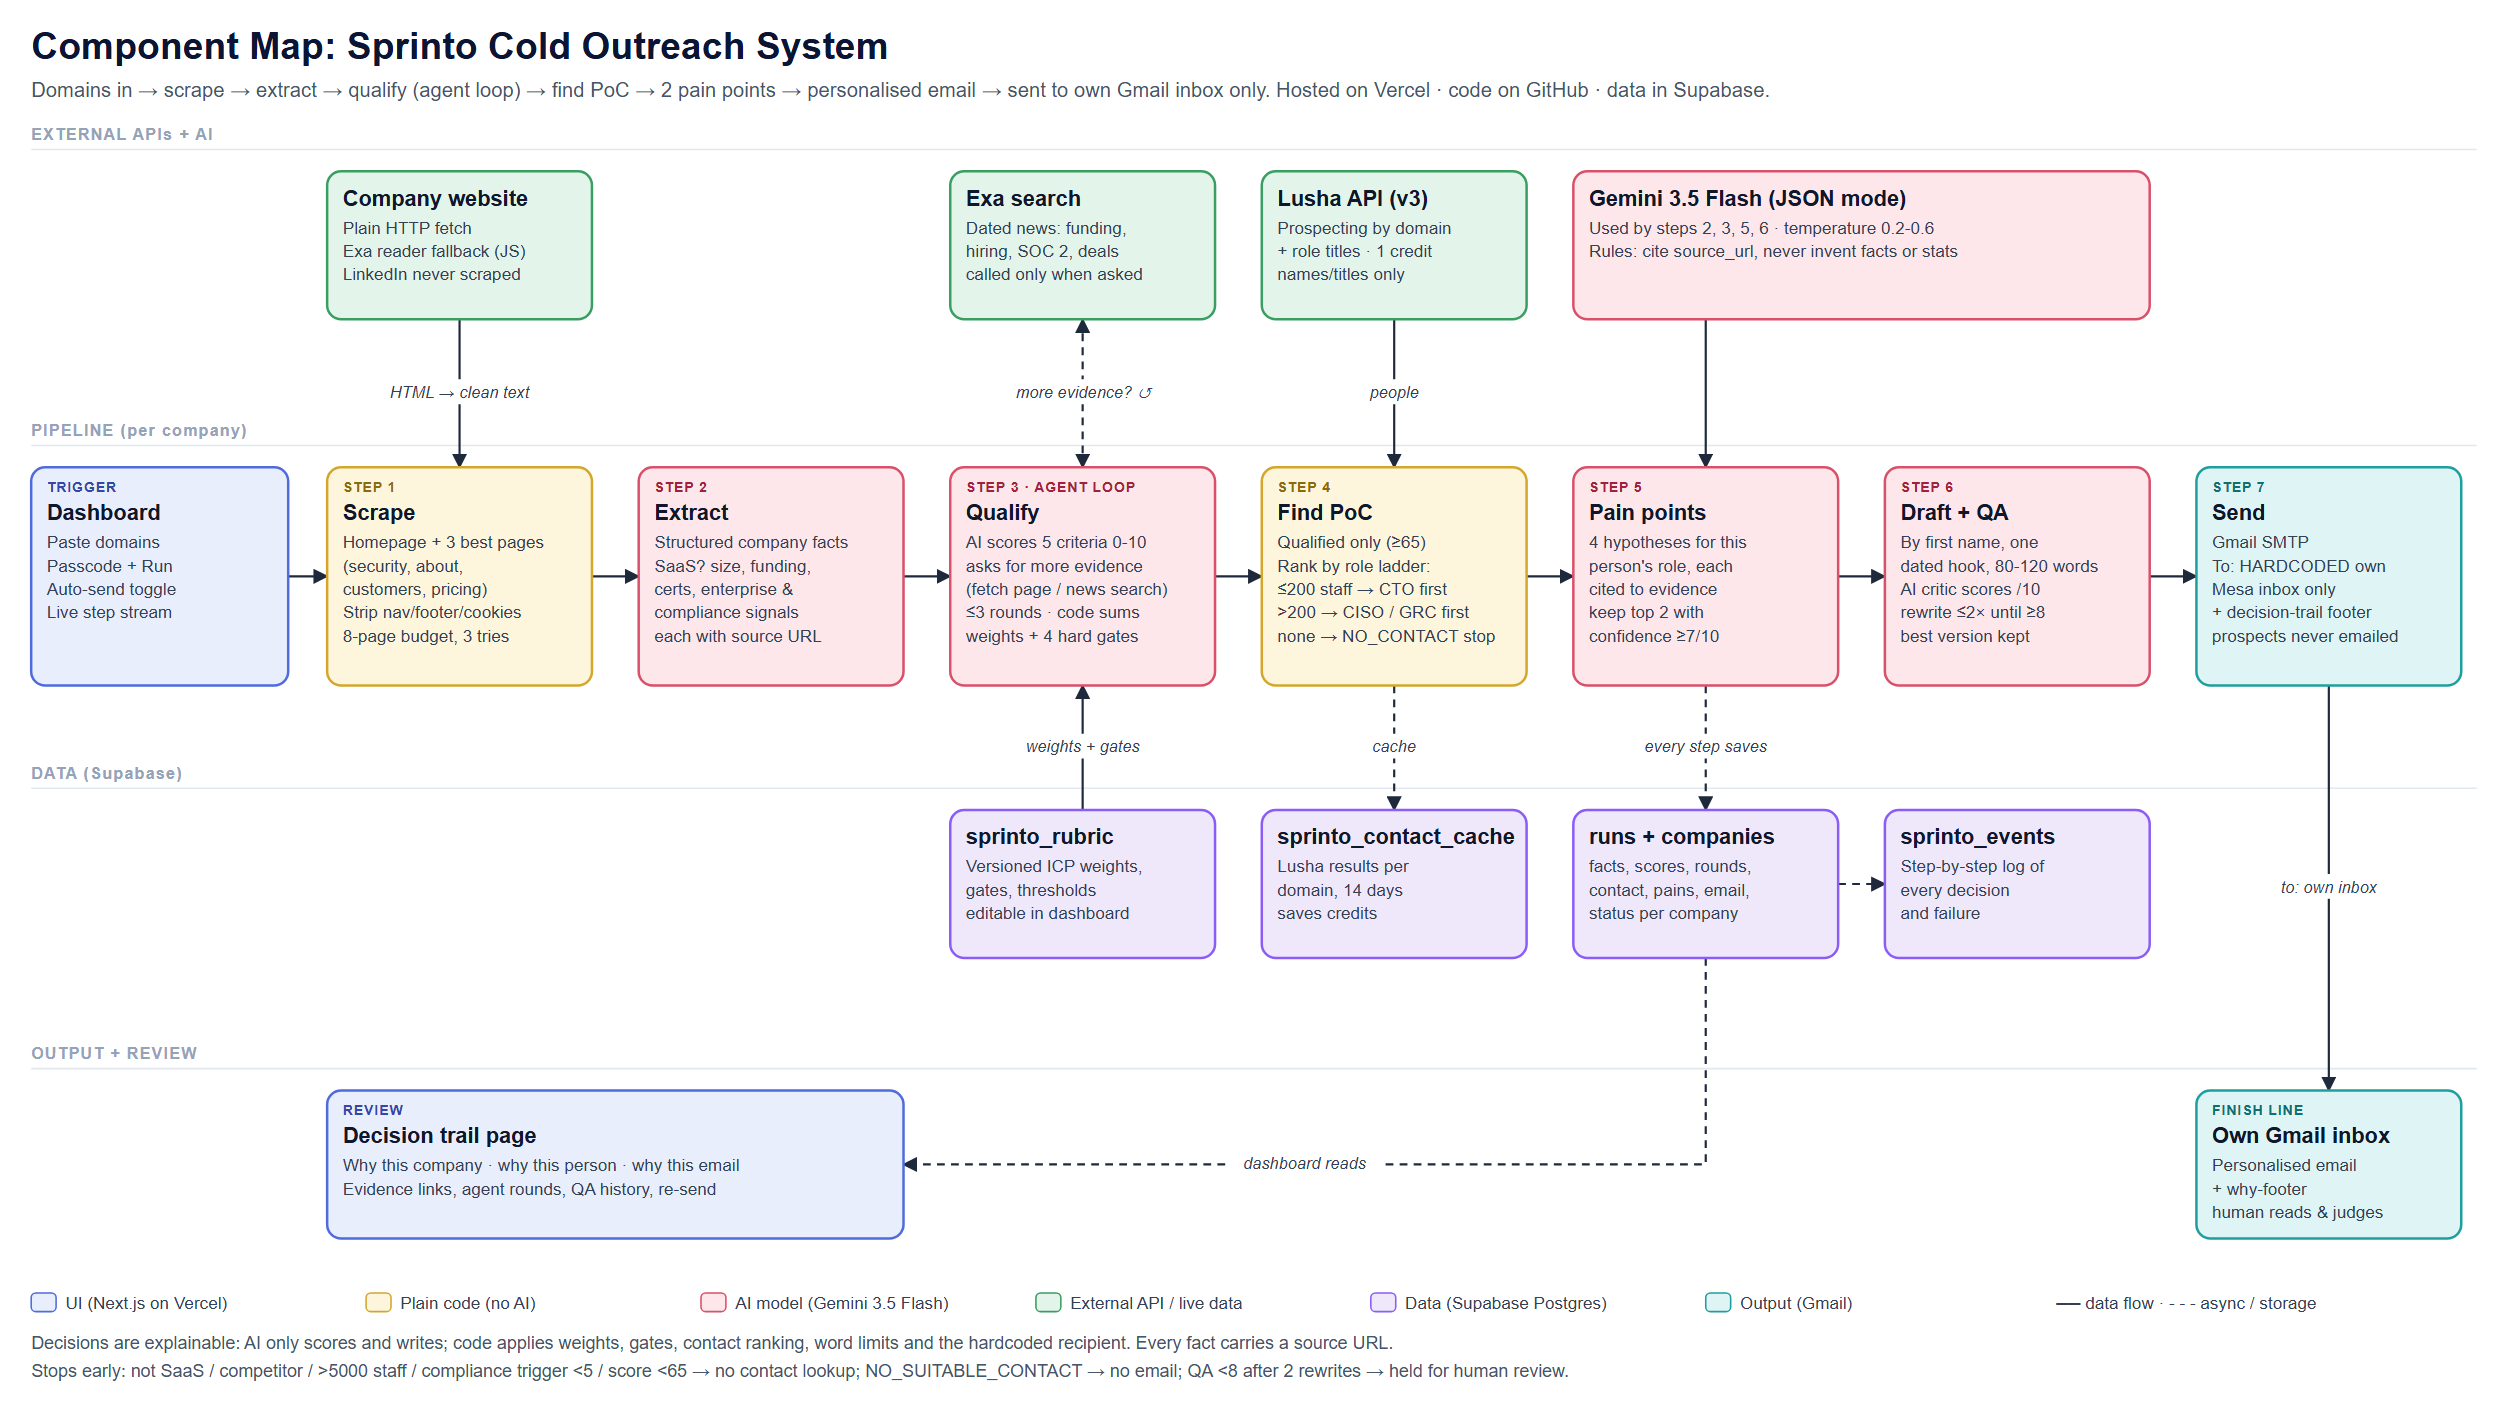 Component Map: Sprinto Cold Outreach System
Domains in → scrape → extract → qualify (agent loop) → find PoC → 2 pain points → personalised email → sent to own Gmail inbox only. Hosted on Vercel · code on GitHub · data in Supabase.
EXTERNAL APIs + AI
Company website
Plain HTTP fetch
Exa reader fallback (JS)
LinkedIn never scraped
Exa search
Dated news: funding,
hiring, SOC 2, deals
called only when asked
Lusha API (v3)
Prospecting by domain
+ role titles · 1 credit
names/titles only
Gemini 3.5 Flash (JSON mode)
Used by steps 2, 3, 5, 6 · temperature 0.2-0.6
Rules: cite source_url, never invent facts or stats
HTML → clean text
more evidence? ↺
people
PIPELINE (per company)
TRIGGER
Dashboard
Paste domains
Passcode + Run
Auto-send toggle
Live step stream
STEP 1
Scrape
Homepage + 3 best pages
(security, about,
customers, pricing)
Strip nav/footer/cookies
8-page budget, 3 tries
STEP 2
Extract
Structured company facts
SaaS? size, funding,
certs, enterprise &
compliance signals
each with source URL
STEP 3 · AGENT LOOP
Qualify
AI scores 5 criteria 0-10
asks for more evidence
(fetch page / news search)
≤3 rounds · code sums
weights + 4 hard gates
STEP 4
Find PoC
Qualified only (≥65)
Rank by role ladder:
≤200 staff → CTO first
>200 → CISO / GRC first
none → NO_CONTACT stop
STEP 5
Pain points
4 hypotheses for this
person's role, each
cited to evidence
keep top 2 with
confidence ≥7/10
STEP 6
Draft + QA
By first name, one
dated hook, 80-120 words
AI critic scores /10
rewrite ≤2× until ≥8
best version kept
STEP 7
Send
Gmail SMTP
To: HARDCODED own
Mesa inbox only
+ decision-trail footer
prospects never emailed
weights + gates
cache
every step saves
DATA (Supabase)
sprinto_rubric
Versioned ICP weights,
gates, thresholds
editable in dashboard
sprinto_contact_cache
Lusha results per
domain, 14 days
saves credits
runs + companies
facts, scores, rounds,
contact, pains, email,
status per company
sprinto_events
Step-by-step log of
every decision
and failure
to: own inbox
OUTPUT + REVIEW
REVIEW
Decision trail page
Why this company · why this person · why this email
Evidence links, agent rounds, QA history, re-send
dashboard reads
FINISH LINE
Own Gmail inbox
Personalised email
+ why-footer
human reads & judges
UI (Next.js on Vercel)
Plain code (no AI)
AI model (Gemini 3.5 Flash)
External API / live data
Data (Supabase Postgres)
Output (Gmail)
── data flow · - - - async / storage
Decisions are explainable: AI only scores and writes; code applies weights, gates, contact ranking, word limits and the hardcoded recipient. Every fact carries a source URL.
Stops early: not SaaS / competitor / >5000 staff / compliance trigger <5 / score <65 → no contact lookup; NO_SUITABLE_CONTACT → no email; QA <8 after 2 rewrites → held for human review.